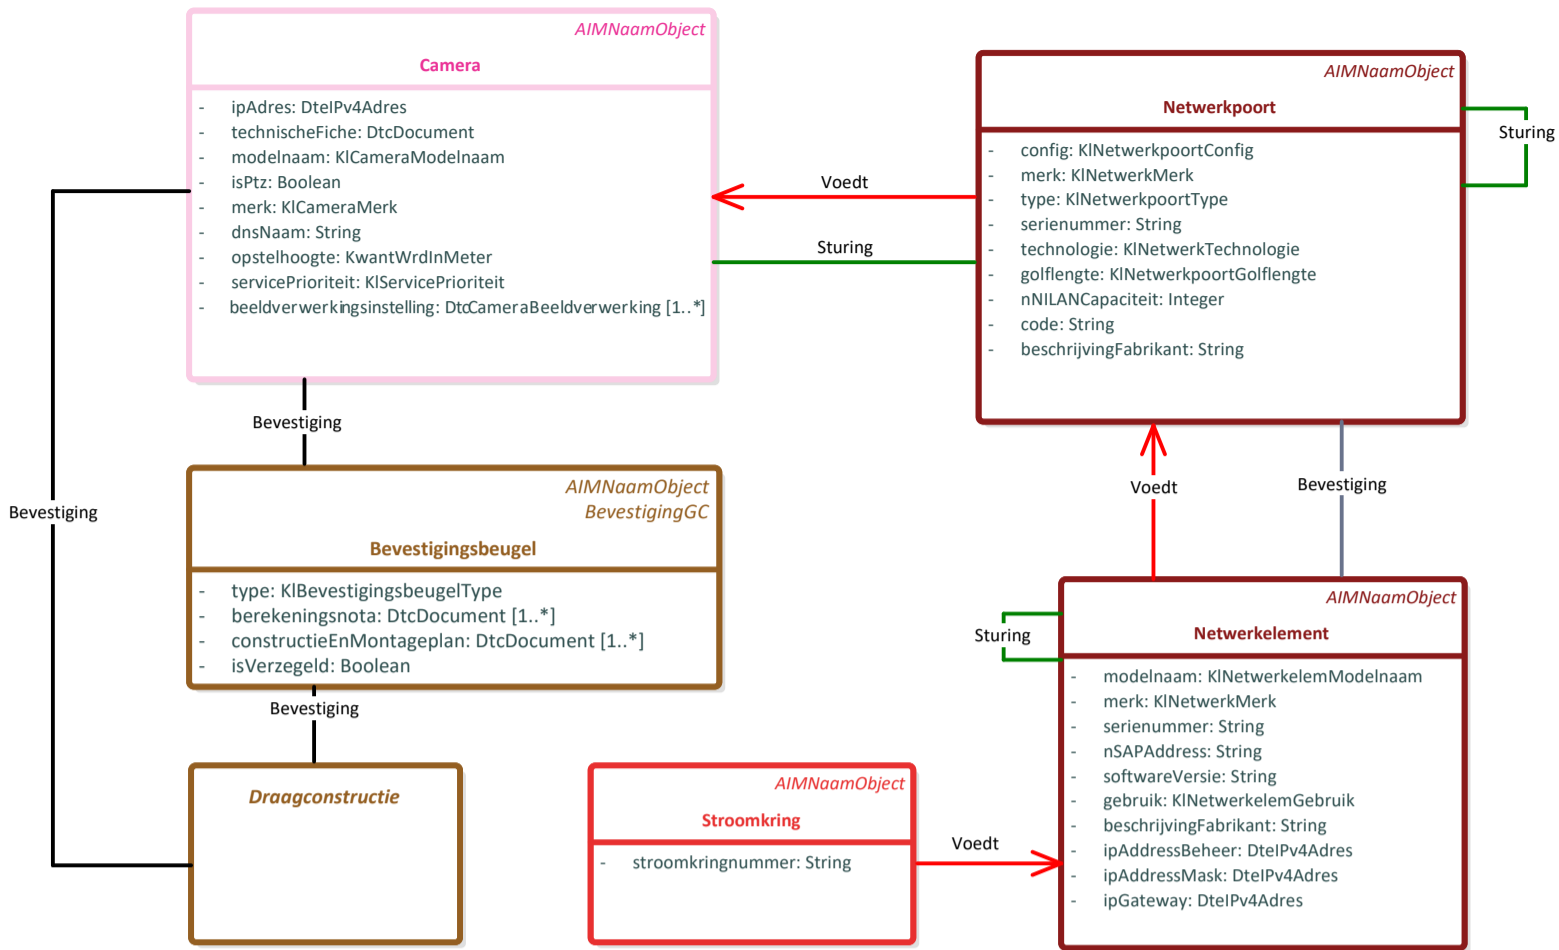 AIMNaamObject
Camera
- ipAdres: DteIPv4Adres
- technischeFiche: DtcDocument
- modelnaam: KlCameraModelnaam
- isPtz: Boolean
- merk: KlCameraMerk
- dnsNaam: String
- opstelhoogte: KwantWrdInMeter
- servicePrioriteit: KlServicePrioriteit
- beeldverwerkingsinstelling: DtcCameraBeeldverwerking [1..*]
AIMNaamObject
Netwerkpoort
- config: KlNetwerkpoortConfig
- merk: KlNetwerkMerk
- type: KlNetwerkpoortType
- serienummer: String
- technologie: KlNetwerkTechnologie
- golflengte: KlNetwerkpoortGolflengte
- nNILANCapaciteit: Integer
- code: String
- beschrijvingFabrikant: String
Sturing
Voedt
Sturing
Bevestiging
Bevestiging
AIMNaamObject
BevestigingGC
Bevestigingsbeugel
- type: KlBevestigingsbeugelType
- berekeningsnota: DtcDocument [1..*]
- constructieEnMontageplan: DtcDocument [1..*]
- isVerzegeld: Boolean
Voedt
Bevestiging
Bevestiging
Draagconstructie
AIMNaamObject
Stroomkring
- stroomkringnummer: String
Voedt
Sturing
AIMNaamObject
Netwerkelement
- modelnaam: KlNetwerkelemModelnaam
- merk: KlNetwerkMerk
- serienummer: String
- nSAPAddress: String
- softwareVersie: String
- gebruik: KlNetwerkelemGebruik
- beschrijvingFabrikant: String
- ipAddressBeheer: DteIPv4Adres
- ipAddressMask: DteIPv4Adres
- ipGateway: DteIPv4Adres